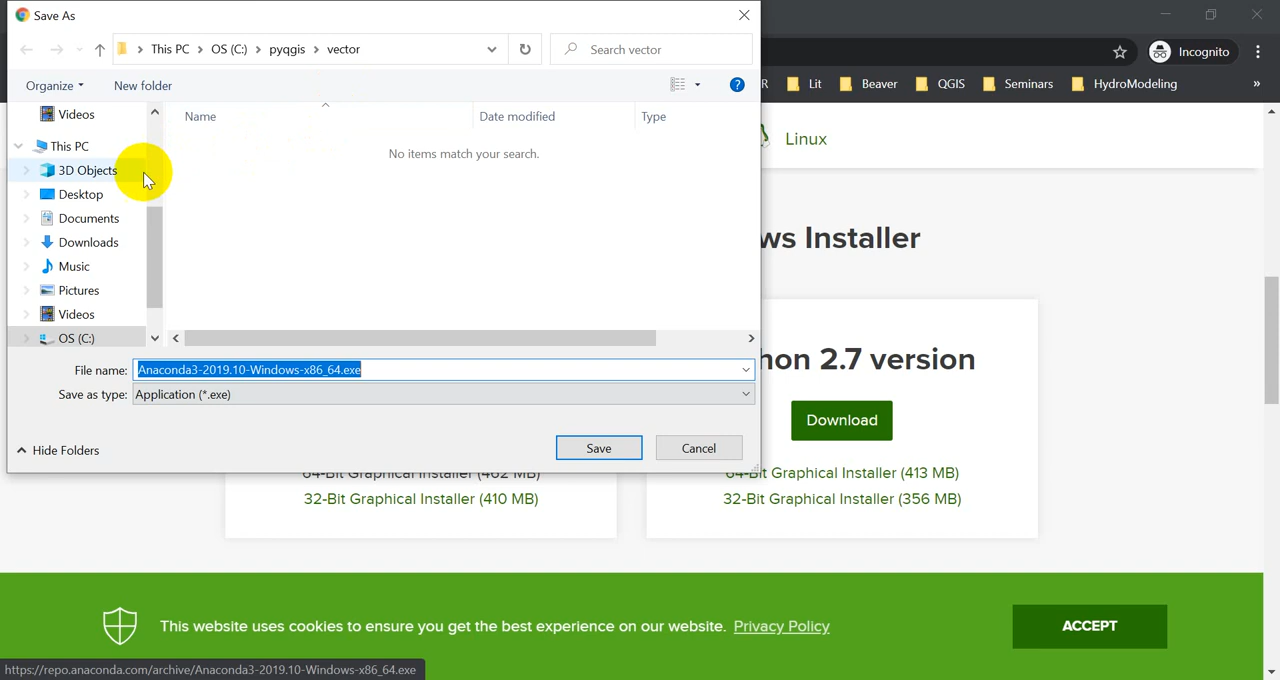 Save As
This PC > OS (C:) > pyqgis > vector
Search vector
Incognito
Organize
New folder
R
Lit
Beaver
QGIS
Seminars
HydroModeling
»
Videos
This PC
3D Objects
Desktop
Documents
Downloads
Music
Pictures
Videos
OS (C:)
Name
Date modified
Type
No items match your search.
Linux
ws Installer
File name:
Anaconda3-2019.10-Windows-x86_64.exe
Save as type:
Application (*.exe)
hon 2.7 version
Hide Folders
Save
Cancel
Download
64-Bit Graphical Installer (462 MB)
32-Bit Graphical Installer (410 MB)
64-Bit Graphical Installer (413 MB)
32-Bit Graphical Installer (356 MB)
This website uses cookies to ensure you get the best experience on our website. Privacy Policy
ACCEPT
https://repo.anaconda.com/archive/Anaconda3-2019.10-Windows-x86_64.exe